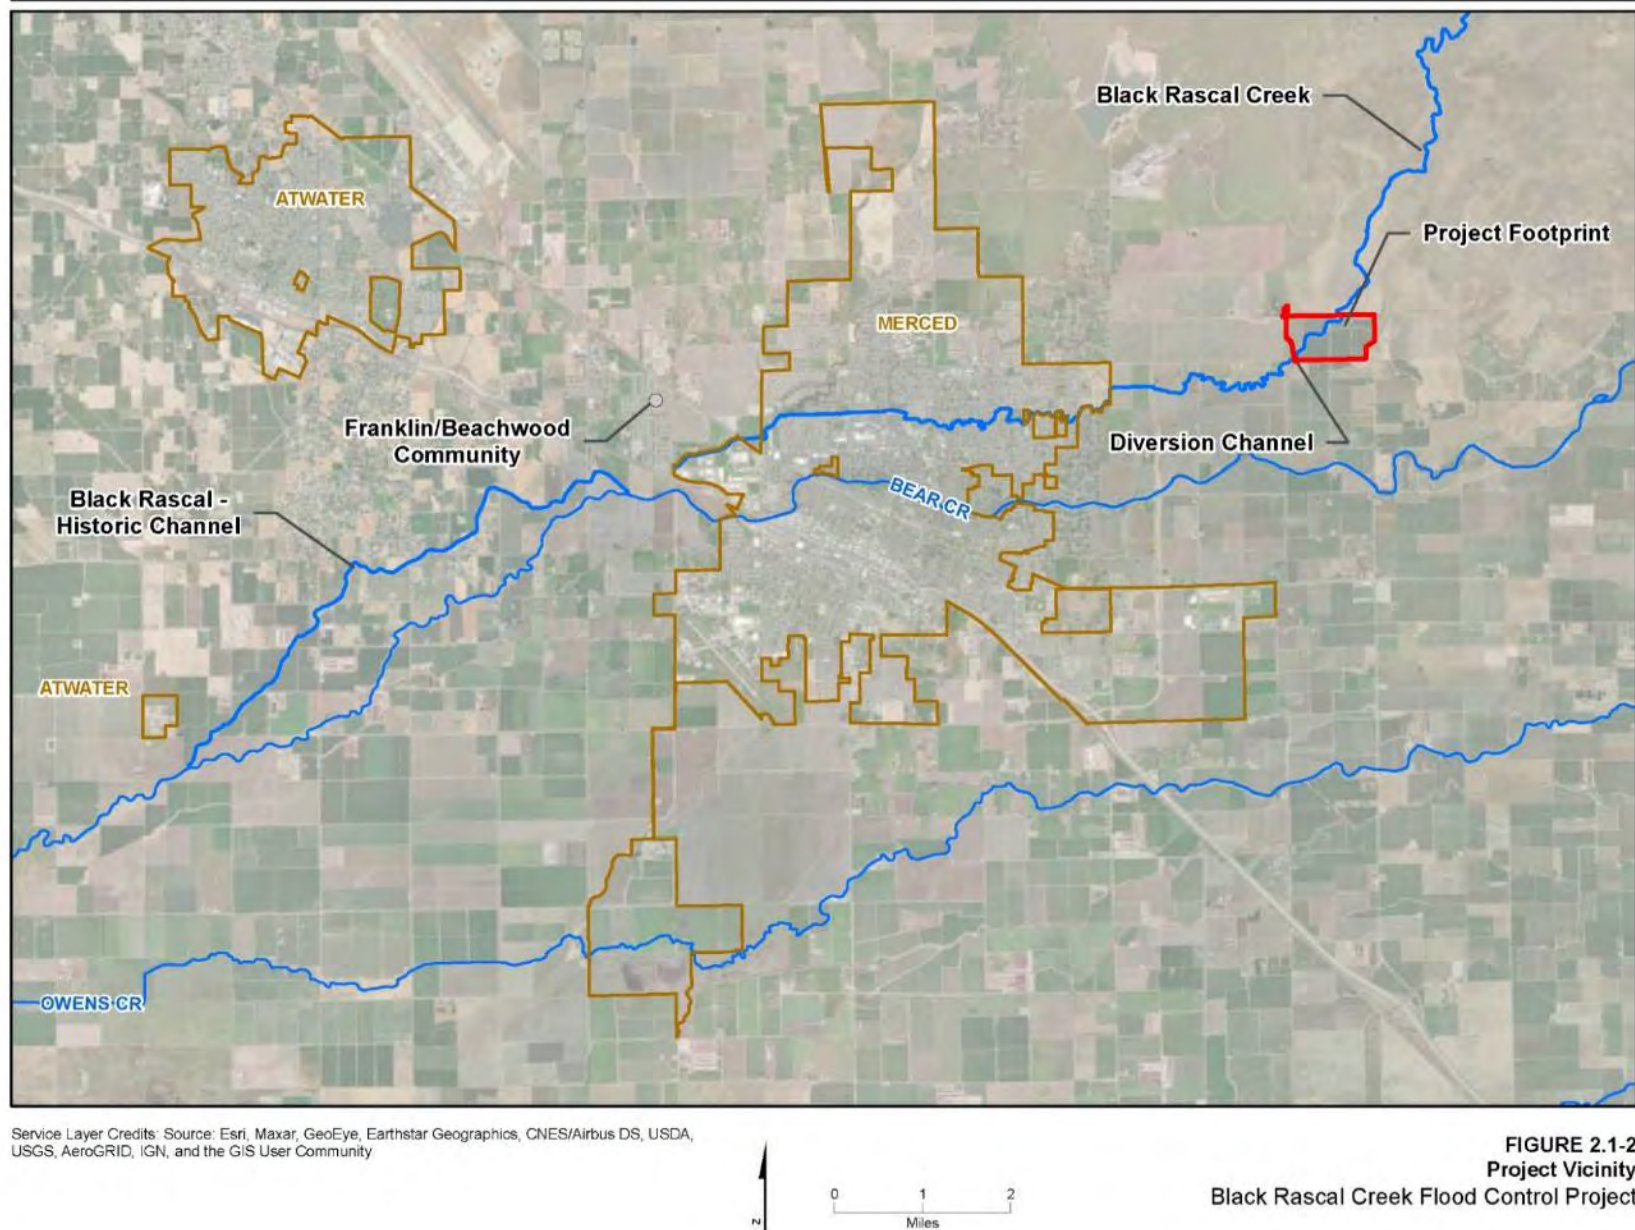 Black Rascal Creek
Project Footprint
ATWATER
MERCED
Franklin/Beachwood
Community
Diversion Channel
Black Rascal -
Historic Channel
BEAR CR
ATWATER
OWENS CR
Service Layer Credits: Source: Esri, Maxar, GeoEye, Earthstar Geographics, CNES/Airbus DS, USDA,
USGS, AeroGRID, IGN, and the GIS User Community
N
0 1 2
Miles
FIGURE 2.1-2
Project Vicinity
Black Rascal Creek Flood Control Project